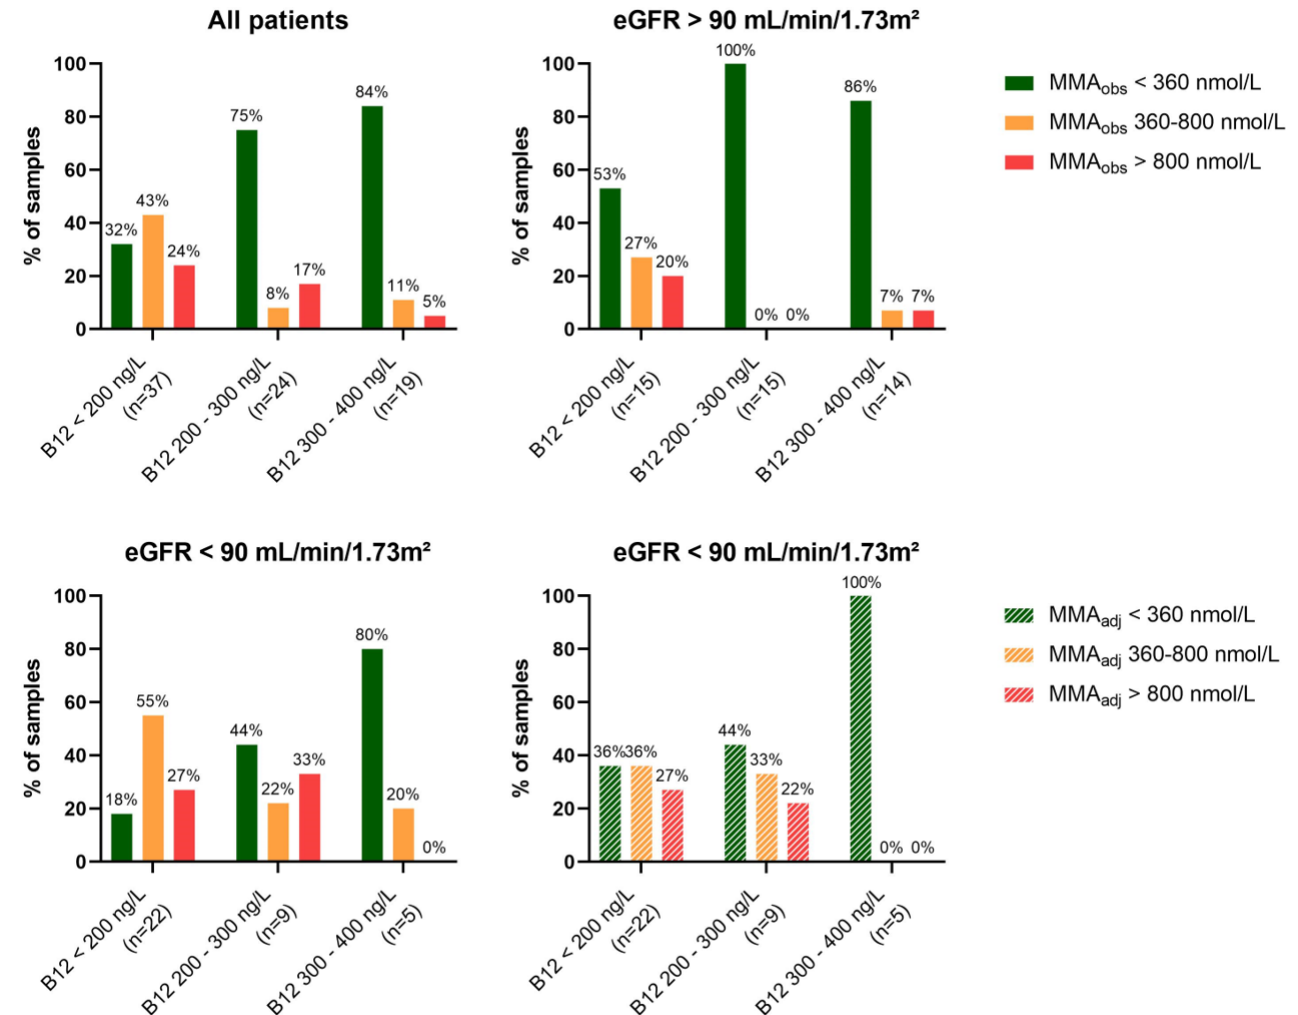 All patients
100
80
60
40
20
0
% of samples
32%
43%
24%
75%
8%
17%
84%
11%
5%
B12 < 200 ng/L
(n=37)
B12 200 - 300 ng/L
(n=24)
B12 300 - 400 ng/L
(n=19)
eGFR > 90 mL/min/1.73m²
100
80
60
40
20
0
% of samples
53%
27%
20%
100%
0%
0%
86%
7%
7%
B12 < 200 ng/L
(n=15)
B12 200 - 300 ng/L
(n=15)
B12 300 - 400 ng/L
(n=14)
MMAobs < 360 nmol/L
MMAobs 360-800 nmol/L
MMAobs > 800 nmol/L
eGFR < 90 mL/min/1.73m²
100
80
60
40
20
0
% of samples
18%
55%
27%
44%
22%
33%
80%
20%
0%
B12 < 200 ng/L
(n=22)
B12 200 - 300 ng/L
(n=9)
B12 300 - 400 ng/L
(n=5)
eGFR < 90 mL/min/1.73m²
100
80
60
40
20
0
% of samples
36%
36%
27%
44%
33%
22%
100%
0%
0%
B12 < 200 ng/L
(n=22)
B12 200 - 300 ng/L
(n=9)
B12 300 - 400 ng/L
(n=5)
MMAadj < 360 nmol/L
MMAadj 360-800 nmol/L
MMAadj > 800 nmol/L